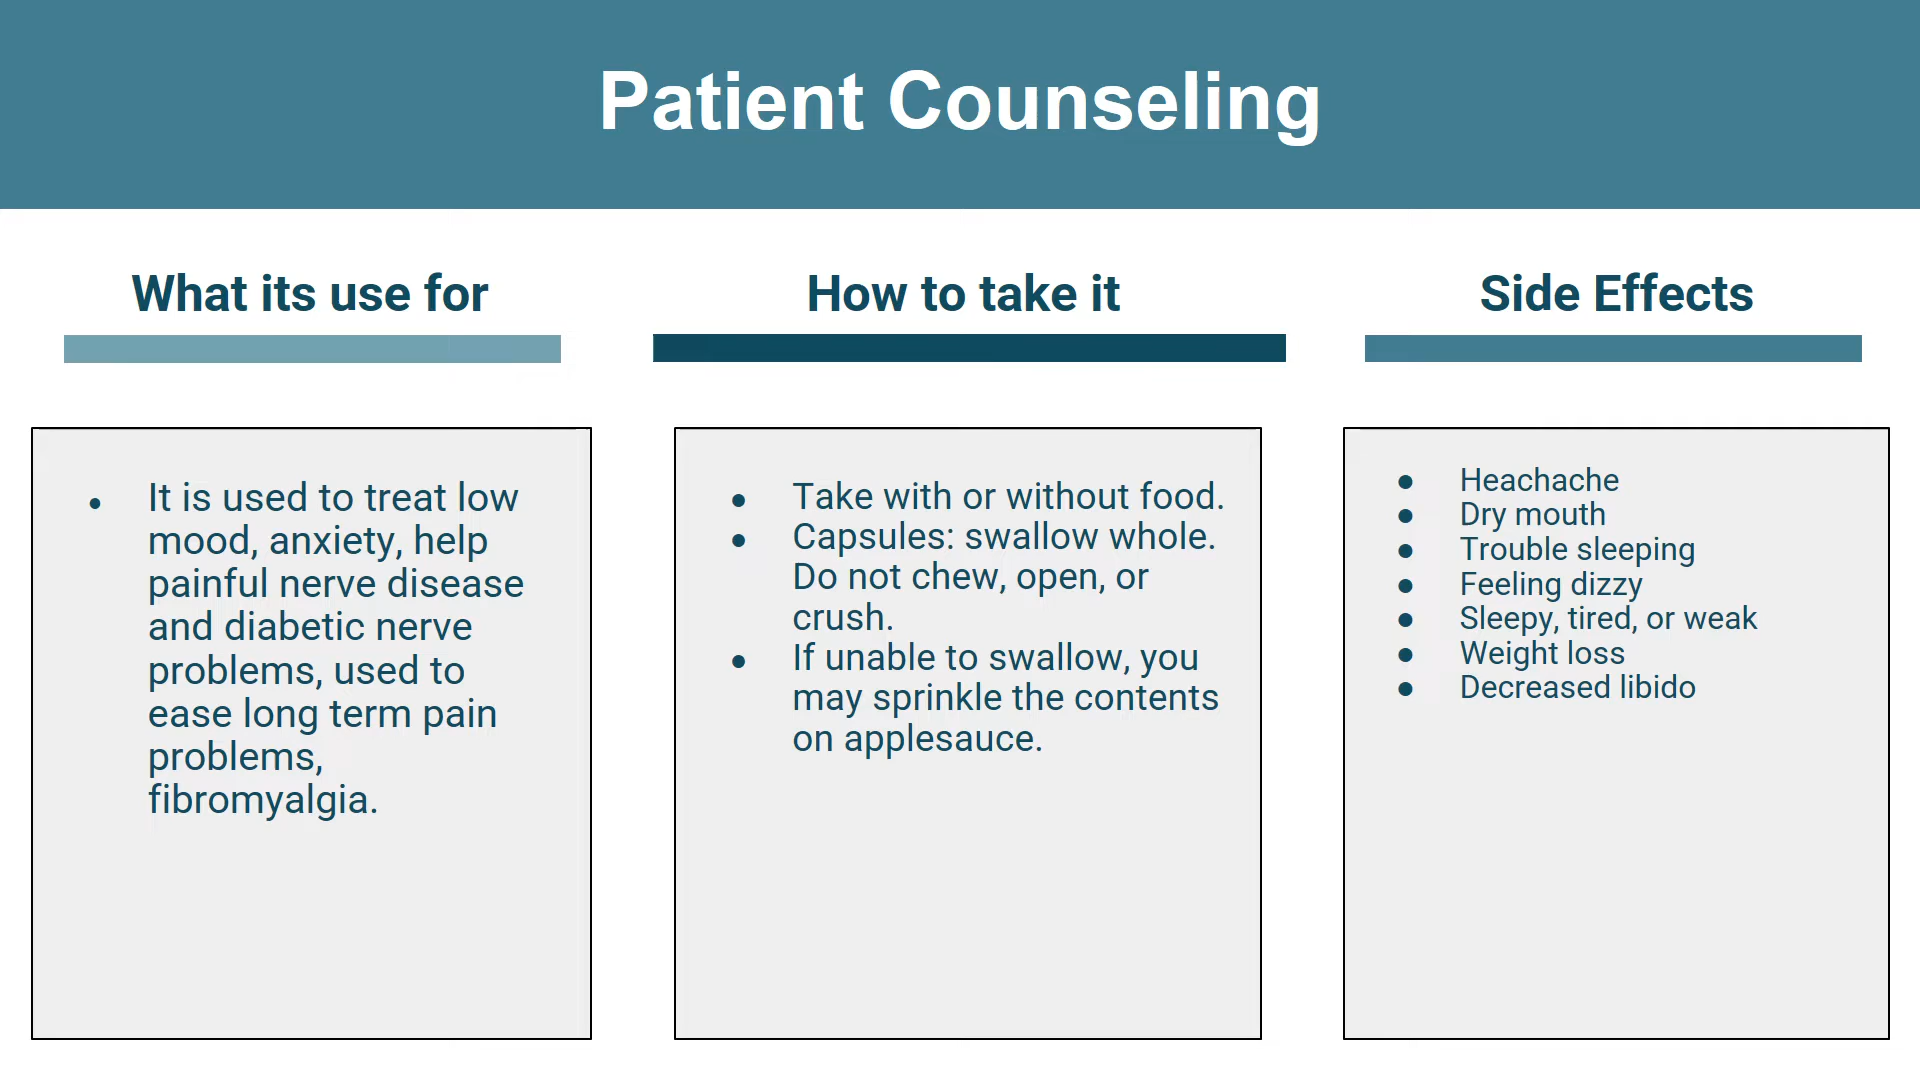 Patient Counseling
What its use for
• It is used to treat low
mood, anxiety, help
painful nerve disease
and diabetic nerve
problems, used to
ease long term pain
problems,
fibromyalgia.
How to take it
● Take with or without food.
● Capsules: swallow whole.
Do not chew, open, or
crush.
● If unable to swallow, you
may sprinkle the contents
on applesauce.
Side Effects
● Heachache
● Dry mouth
● Trouble sleeping
● Feeling dizzy
● Sleepy, tired, or weak
● Weight loss
● Decreased libido